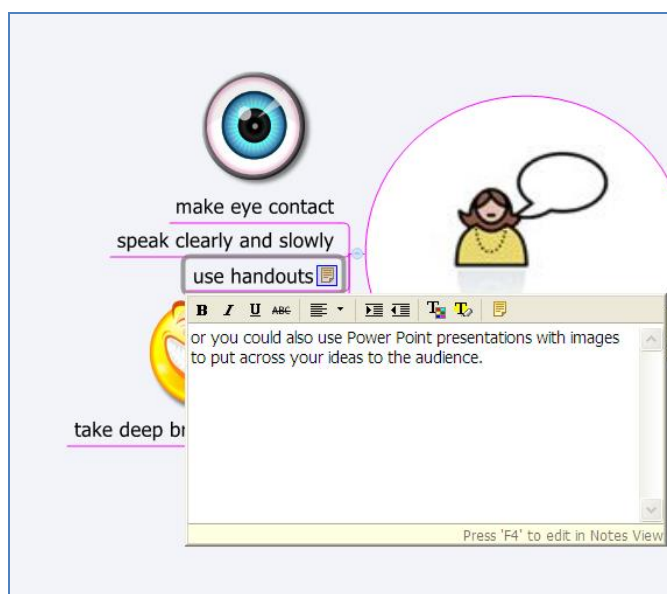 make eye contact
speak clearly and slowly
use handouts
B I U ABC
or you could also use Power Point presentations with images
to put across your ideas to the audience.
take deep br
Press 'F4' to edit in Notes View